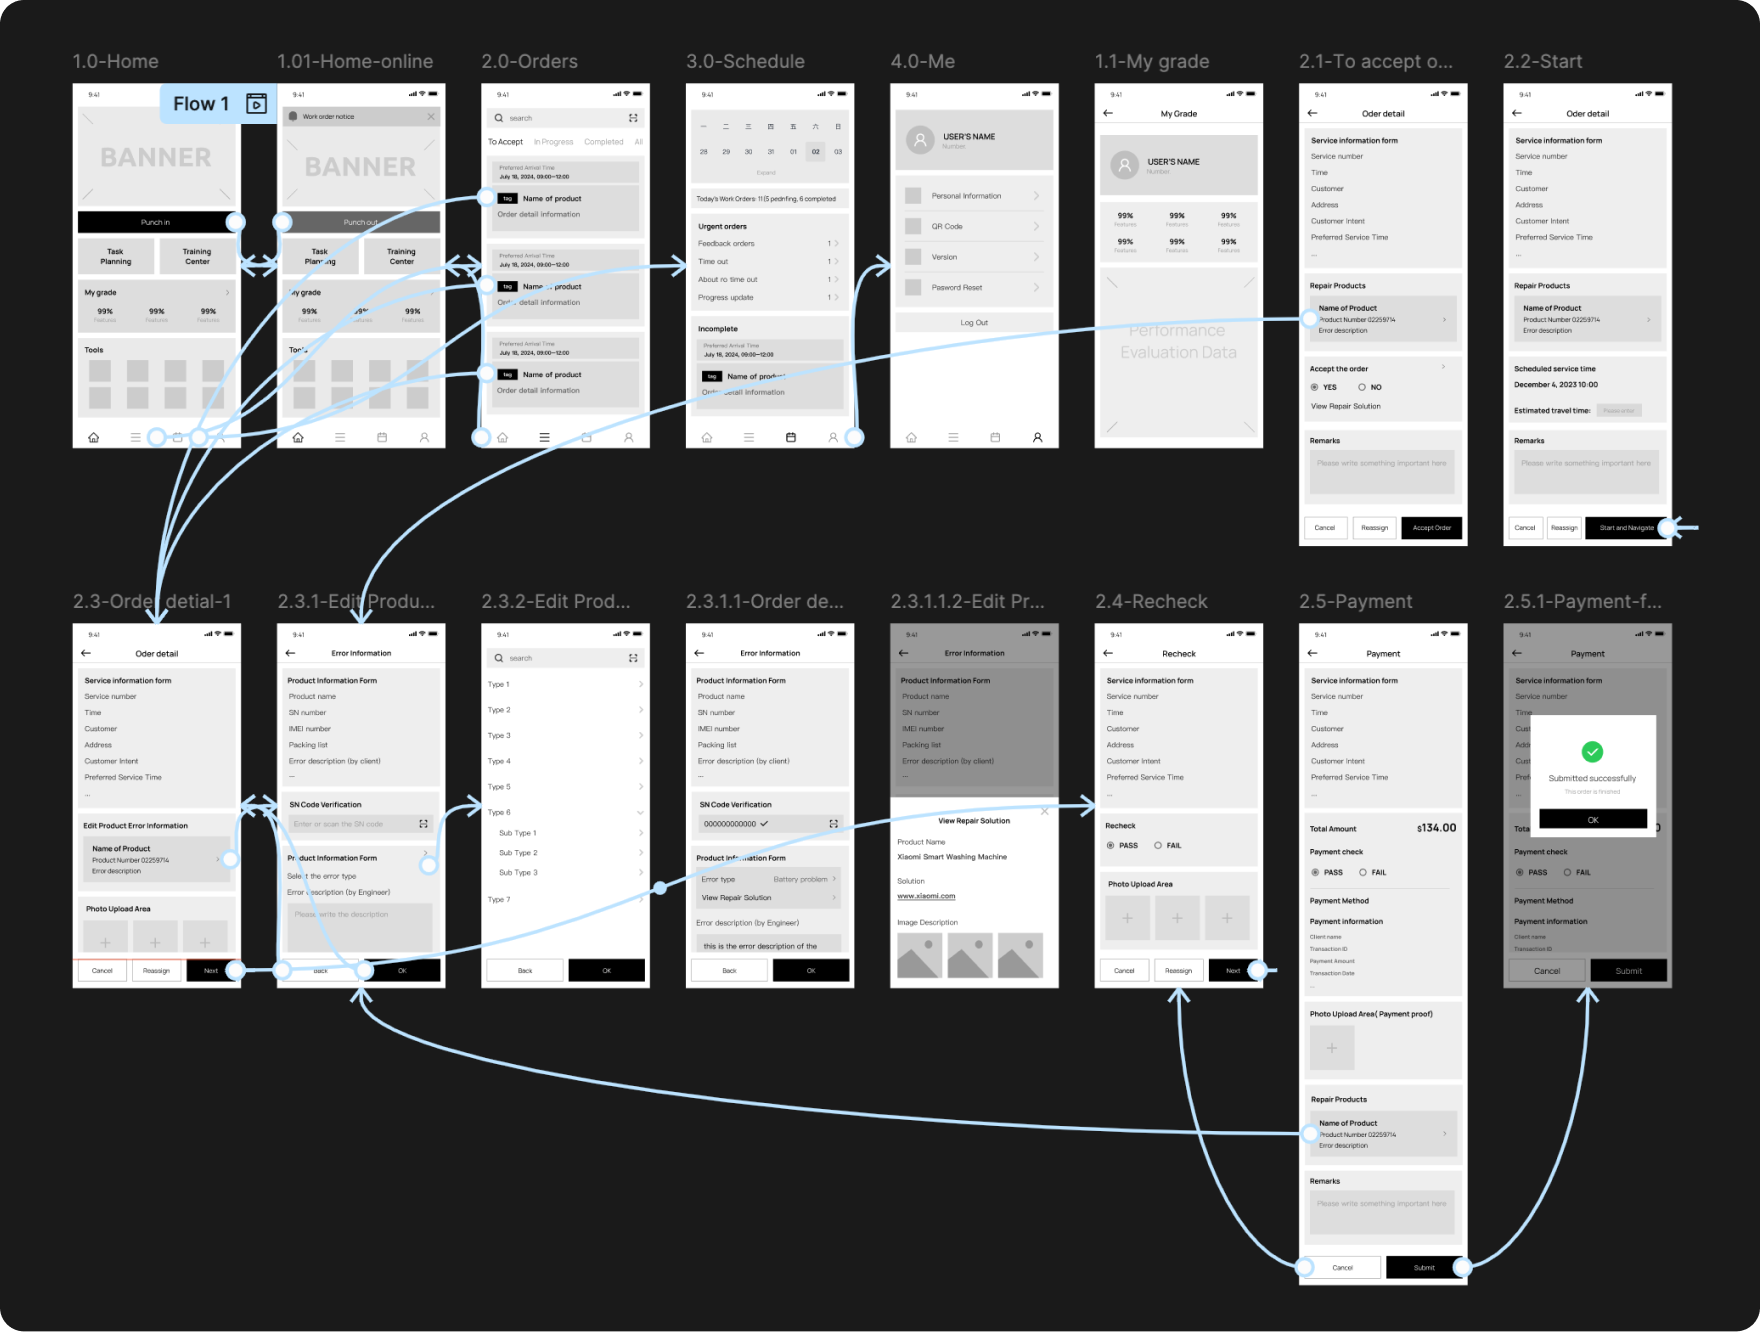 1.0-Home
9:41
Flow 1
BANNER
Punch in
Task Planning
Training Center
My grade
99% 99% 99%
Features Features Features
Tools
1.01-Home-online
Work order notice
BANNER
Punch out
Task Planning
Training Center
My grade
99% 99% 99%
Features Features Features
Tools
2.0-Orders
9:41
search
To Accept In Progress Completed All
Preferred Arrival Time
July 18, 2024, 09:00—12:00
tag Name of product
Order detail information
Preferred Arrival Time
July 18, 2024, 09:00—12:00
tag Name of product
Order detail information
Preferred Arrival Time
July 18, 2024, 09:00—12:00
tag Name of product
Order detail information
3.0-Schedule
9:41
一 二 三 四 五 六 日
28 29 30 31 01 02 03
Expand
Today's Work Orders: 11(5 pednfing, 6 completed
Urgent orders
Feedback orders 1
Time out 1
About ro time out 1
Progress update 1
Incomplete
Preferred Arrival Time
July 18, 2024, 09:00—12:00
tag Name of product
Order detail information
4.0-Me
9:41
USER'S NAME
Number
Personal Information
QR Code
Version
Pasword Reset
Log Out
1.1-My grade
9:41
My Grade
USER'S NAME
Number
99% 99% 99%
Features Features Features
99% 99% 99%
Features Features Features
Performance
Evaluation Data
2.1-To accept o...
9:41
Oder detail
Service information form
Service number
Time
Customer
Address
Customer Intent
Preferred Service Time
...
Repair Products
Name of Product
Product Number 02259714
Error description
Accept the order
YES NO
View Repair Solution
Remarks
Please write something important here
Cancel Reassign Accept Order
2.2-Start
9:41
Oder detail
Service information form
Service number
Time
Customer
Address
Customer Intent
Preferred Service Time
...
Repair Products
Name of Product
Product Number 02259714
Error description
Scheduled service time
December 4, 2023 10:00
Estimated travel time: Please enter
Remarks
Please write something important here
Cancel Reassign Start and Navigate
2.3-Order detial-1
9:41
Oder detail
Service information form
Service number
Time
Customer
Address
Customer Intent
Preferred Service Time
...
Edit Product Error Information
Name of Product
Product Number 02259714
Error description
Photo Upload Area
Cancel Reassign Next
2.3.1-Edit Produ...
9:41
Error Information
Product Information Form
Product name
SN number
IMEI number
Packing list
Error description (by client)
...
SN Code Verification
Enter or scan the SN code
Product Information Form
Select the error type
Error description (by Engineer)
Please write the description
Back OK
2.3.2-Edit Prod...
9:41
search
Type 1
Type 2
Type 3
Type 4
Type 5
Type 6
Sub Type 1
Sub Type 2
Sub Type 3
Type 7
Back OK
2.3.1.1-Order de...
9:41
Error Information
Product Information Form
Product name
SN number
IMEI number
Packing list
Error description (by client)
...
SN Code Verification
000000000000
Product Information Form
Error type Battery problem
View Repair Solution
Error description (by Engineer)
this is the error description of the
Back OK
2.3.1.1.2-Edit Pr...
9:41
Error Information
Product Information Form
Product name
SN number
IMEI number
Packing list
Error description (by client)
...
View Repair Solution
Product Name
Xiaomi Smart Washing Machine
Solution
www.xiaomi.com
Image Description
2.4-Recheck
9:41
Recheck
Service information form
Service number
Time
Customer
Address
Customer Intent
Preferred Service Time
...
Recheck
PASS FAIL
Photo Upload Area
Cancel Reassign Next
2.5-Payment
9:41
Payment
Service information form
Service number
Time
Customer
Address
Customer Intent
Preferred Service Time
...
Total Amount $134.00
Payment check
PASS FAIL
Payment Method
Payment information
Client name
Transaction ID
Payment Amount
Transaction Date
...
Photo Upload Area( Payment proof)
Repair Products
Name of Product
Product Number 02259714
Error description
Remarks
Please write something important here
Cancel Submit
2.5.1-Payment-f...
9:41
Payment
Service information form
Service number
Time
Submitted successfully
This order is finished
OK
Payment check
PASS FAIL
Payment Method
Payment information
Client name
Transaction ID
Cancel Submit